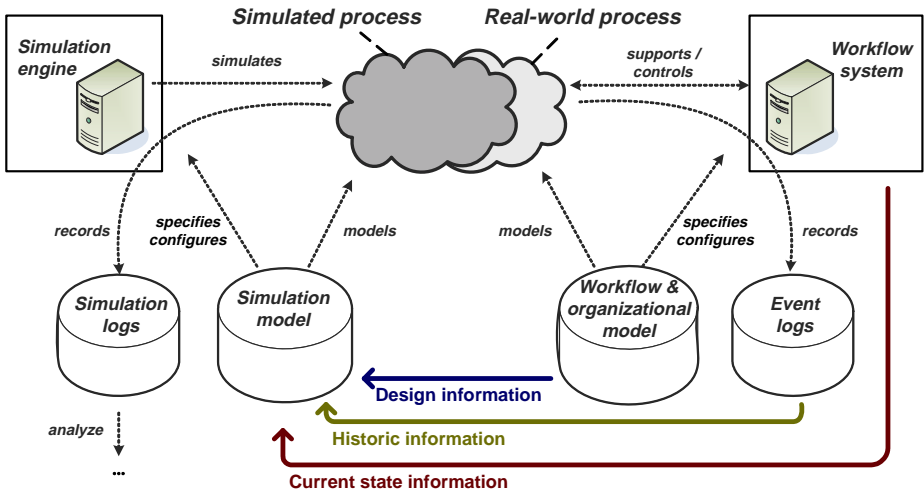 Simulated process
Real-world process
Simulation
engine
simulates
supports /
controls
Workflow
system
records
specifies
configures
models
models
specifies
configures
records
Simulation
logs
Simulation
model
Workflow &
organizational
model
Event
logs
Design information
Historic information
Current state information
analyze
...